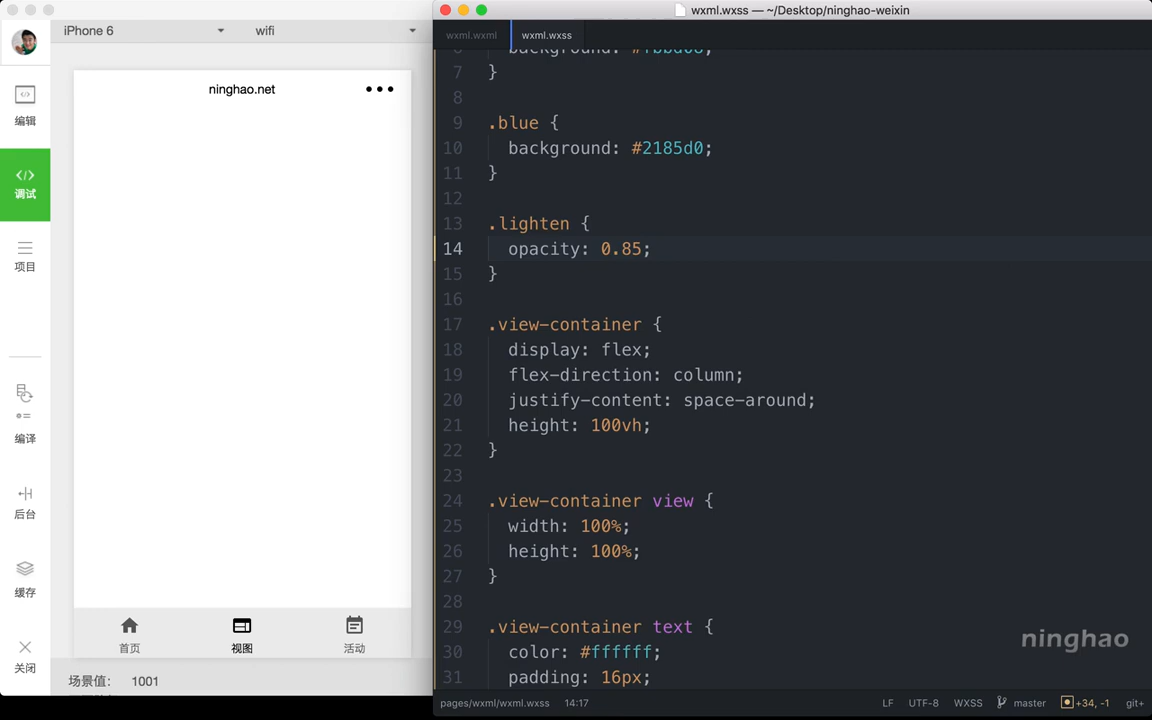 iPhone 6
wifi
ninghao.net
编辑
调试
项目
编译
后台
缓存
关闭
首页
视图
活动
场景值: 1001
wxml.wxss — ~/Desktop/ninghao-weixin
wxml.wxml
wxml.wxss
7 }
8
9 .blue {
10 background: #2185d0;
11 }
12
13 .lighten {
14 opacity: 0.85;
15 }
16
17 .view-container {
18 display: flex;
19 flex-direction: column;
20 justify-content: space-around;
21 height: 100vh;
22 }
23
24 .view-container view {
25 width: 100%;
26 height: 100%;
27 }
28
29 .view-container text {
30 color: #ffffff;
31 padding: 16px;
ninghao
pages/wxml/wxml.wxss 14:17 LF UTF-8 WXSS master +34, -1 git+